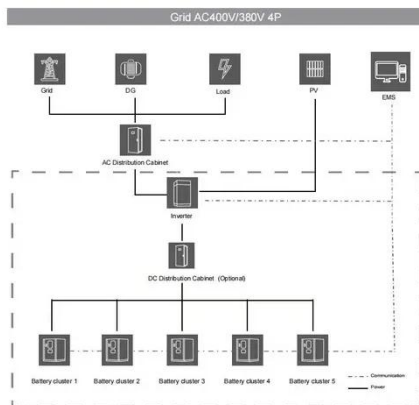 Grid AC400V/380V 4P
Grid
DG
Load
PV
EMS
AC Distribution Cabinet
Inverter
DC Distribution Cabinet (Optional)
Battery cluster 1
Battery cluster 2
Battery cluster 3
Battery cluster 4
Battery cluster 5
Communication
Power